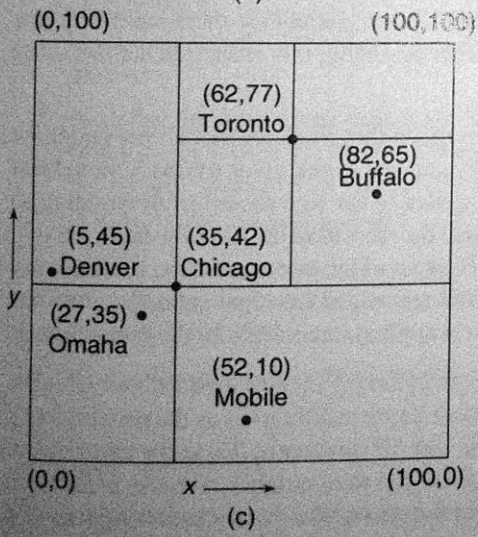 (0,100) (100,100)
(62,77)
Toronto
(82,65)
Buffalo
(5,45) (35,42)
Denver Chicago
y
(27,35)
Omaha
(52,10)
Mobile
(0,0) x (100,0)
(c)